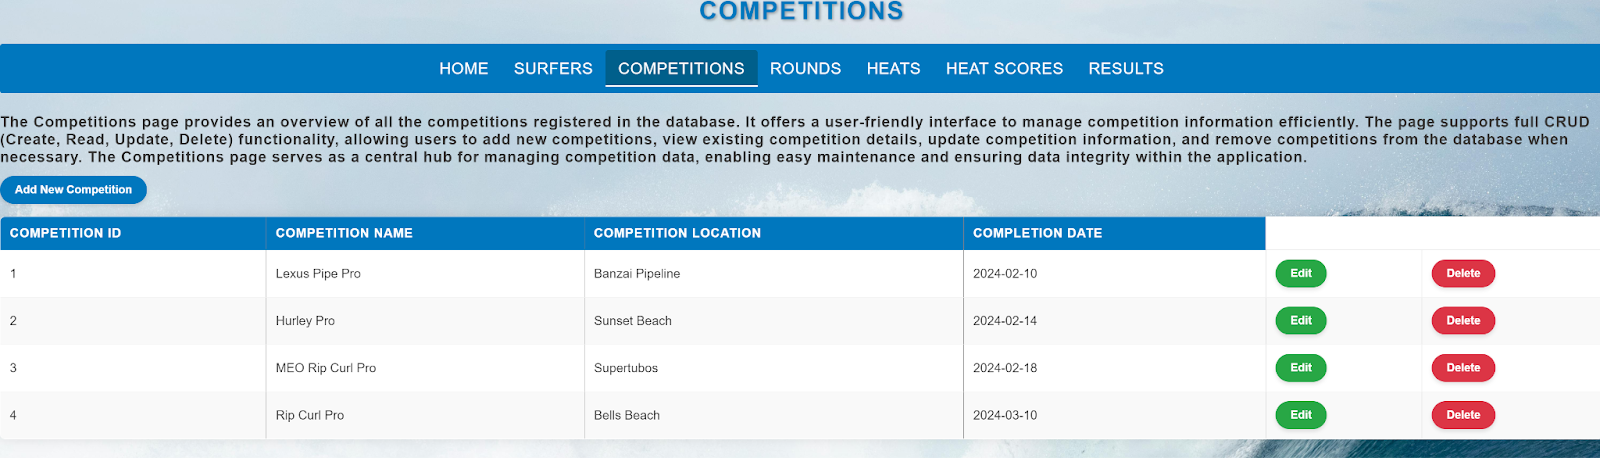 COMPETITIONS
HOME SURFERS COMPETITIONS ROUNDS HEATS HEAT SCORES RESULTS
The Competitions page provides an overview of all the competitions registered in the database. It offers a user-friendly interface to manage competition information efficiently. The page supports full CRUD
(Create, Read, Update, Delete) functionality, allowing users to add new competitions, view existing competition details, update competition information, and remove competitions from the database when
necessary. The Competitions page serves as a central hub for managing competition data, enabling easy maintenance and ensuring data integrity within the application.
Add New Competition
COMPETITION ID COMPETITION NAME COMPETITION LOCATION COMPLETION DATE
1 Lexus Pipe Pro Banzai Pipeline 2024-02-10 Edit Delete
2 Hurley Pro Sunset Beach 2024-02-14 Edit Delete
3 MEO Rip Curl Pro Supertubos 2024-02-18 Edit Delete
4 Rip Curl Pro Bells Beach 2024-03-10 Edit Delete